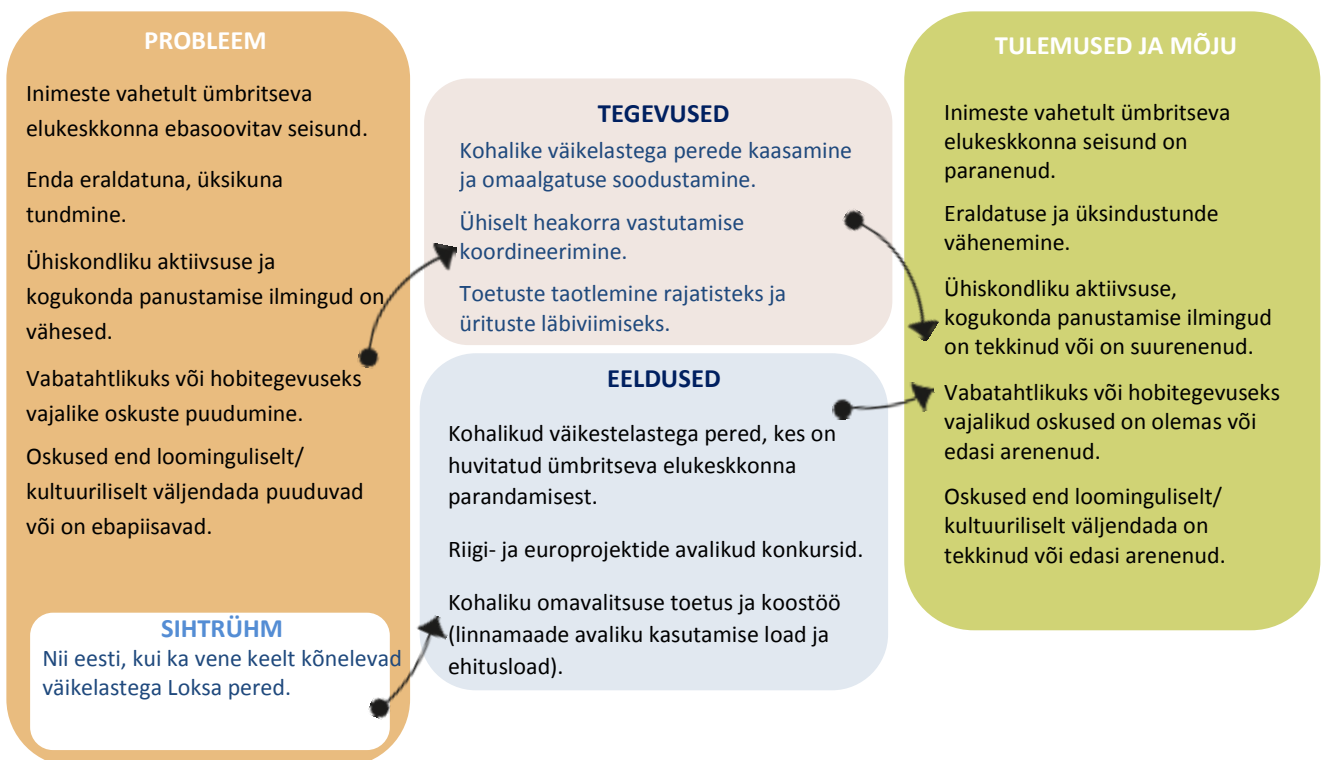 PROBLEEM
Inimeste vahetult ümbritseva
elukeskkonna ebasoovitav seisund.
Enda eraldatuna, üksikuna
tundmine.
Ühiskondliku aktiivsuse ja
kogukonda panustamise ilmingud on
vähesed.
Vabatahtlikuks või hobitegevuseks
vajalike oskuste puudumine.
Oskused end loominguliselt/
kultuuriliselt väljendada puuduvad
või on ebapiisavad.
SIHTRÜHM
Nii eesti, kui ka vene keelt kõnelevad
väikelastega Loksa pered.
TEGEVUSED
Kohalike väikelastega perede kaasamine
ja omaalgatuse soodustamine.
Ühiselt heakorra vastutamise
koordineerimine.
Toetuste taotlemine rajatisteks ja
ürituste läbiviimiseks.
EELDUSED
Kohalikud väikestelastega pered, kes on
huvitatud ümbritseva elukeskkonna
parandamisest.
Riigi- ja europrojektide avalikud konkursid.
Kohaliku omavalitsuse toetus ja koostöö
(linnamaade avaliku kasutamise load ja
ehitusload).
TULEMUSED JA MÕJU
Inimeste vahetult ümbritseva
elukeskkonna seisund on
paranenud.
Eraldatuse ja üksindustunde
vähenemine.
Ühiskondliku aktiivsuse,
kogukonda panustamise ilmingud
on tekkinud või on suurenenud.
Vabatahtlikuks või hobitegevuseks
vajalikud oskused on olemas või
edasi arenenud.
Oskused end loominguliselt/
kultuuriliselt väljendada on
tekkinud või edasi arenenud.